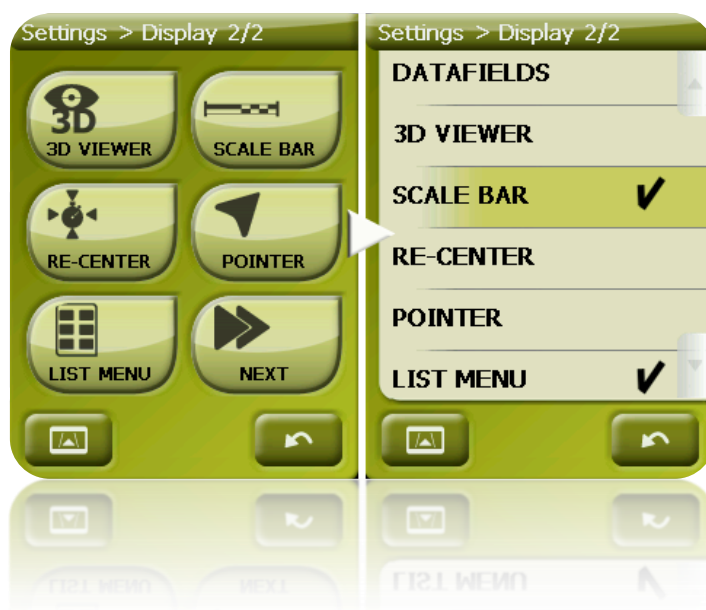 Settings > Display 2/2
3D
3D VIEWER
SCALE BAR
RE-CENTER
POINTER
LIST MENU
NEXT
Settings > Display 2/2
DATAFIELDS
3D VIEWER
SCALE BAR
RE-CENTER
POINTER
LIST MENU